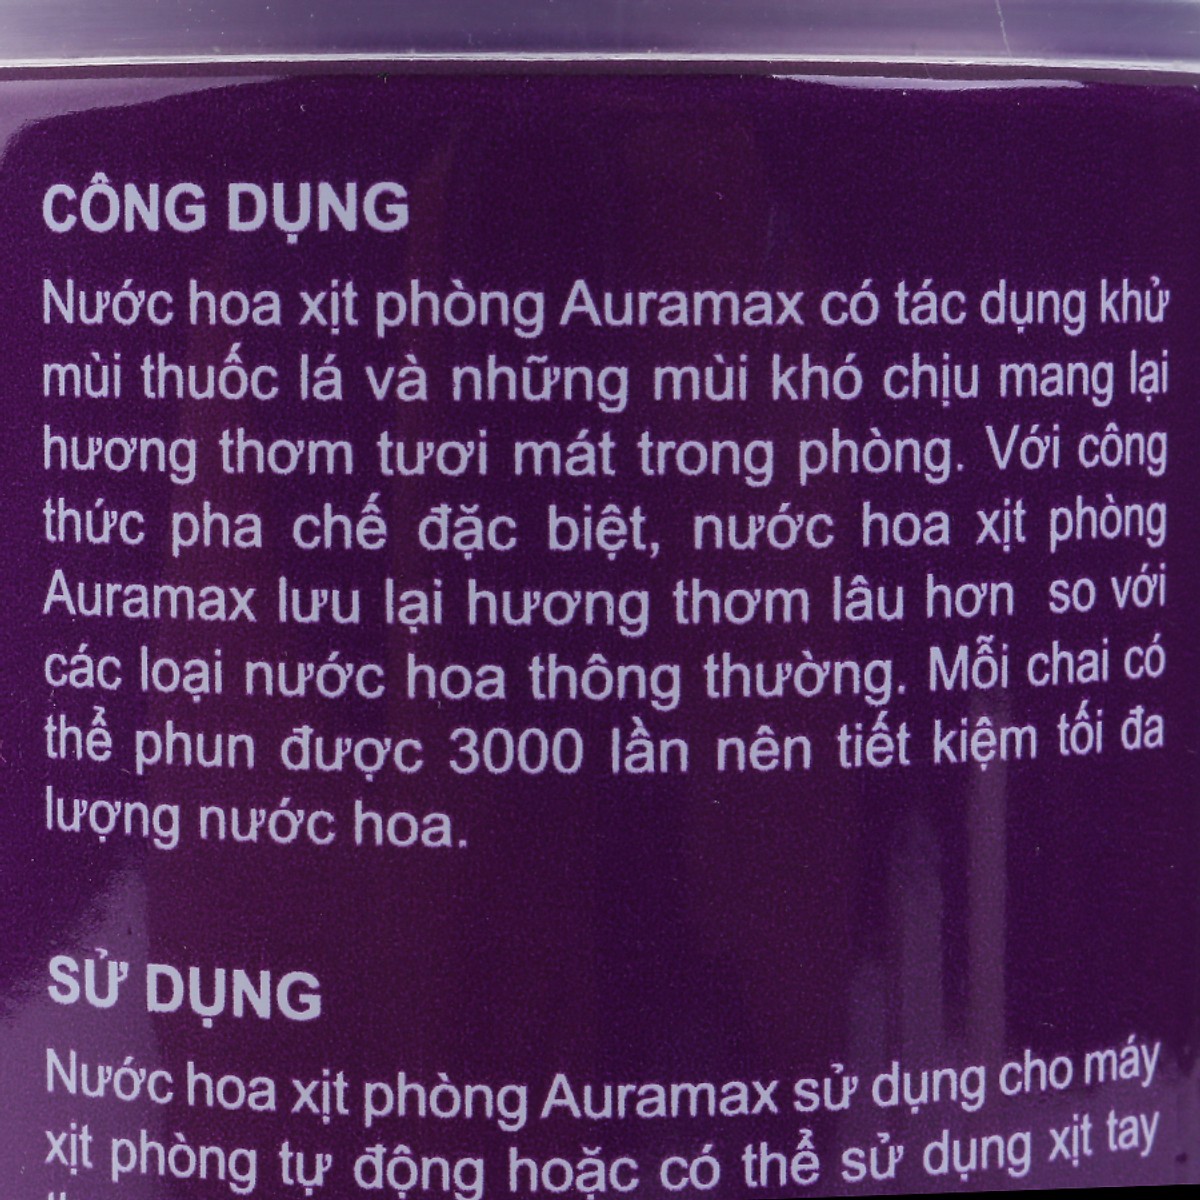 CÔNG DỤNG
Nước hoa xịt phòng Auramax có tác dụng khử
mùi thuốc lá và những mùi khó chịu mang lại
hương thơm tươi mát trong phòng. Với công
thức pha chế đặc biệt, nước hoa xịt phòng
Auramax lưu lại hương thơm lâu hơn so với
các loại nước hoa thông thường. Mỗi chai có
thể phun được 3000 lần nên tiết kiệm tối đa
lượng nước hoa.
SỬ DỤNG
Nước hoa xịt phòng Auramax sử dụng cho máy
xịt phòng tự động hoặc có thể sử dụng xịt tay